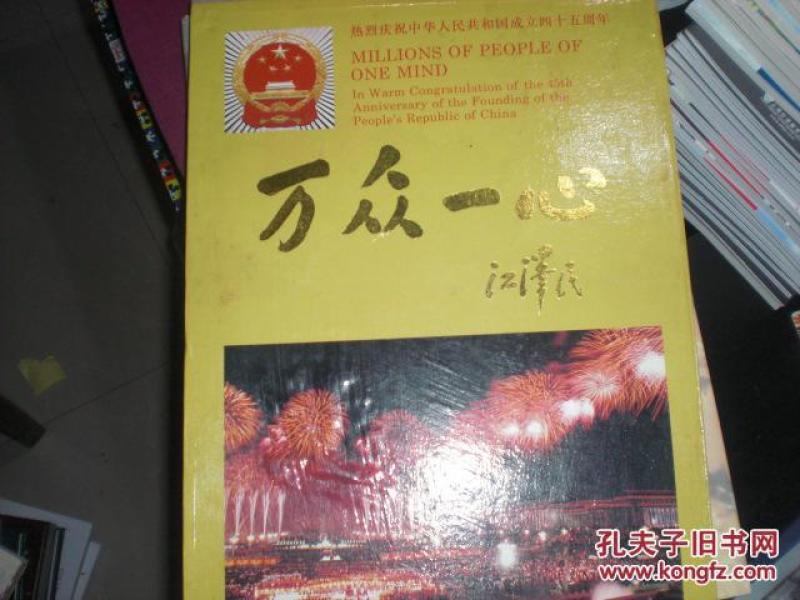 热烈庆祝中华人民共和国成立四十五周年
MILLIONS OF PEOPLE OF
ONE MIND
In Warm Congratulation of the 45th
Anniversary of the Founding of the
People's Republic of China
万众一心
江泽民
孔夫子旧书网
www.kongfz.com